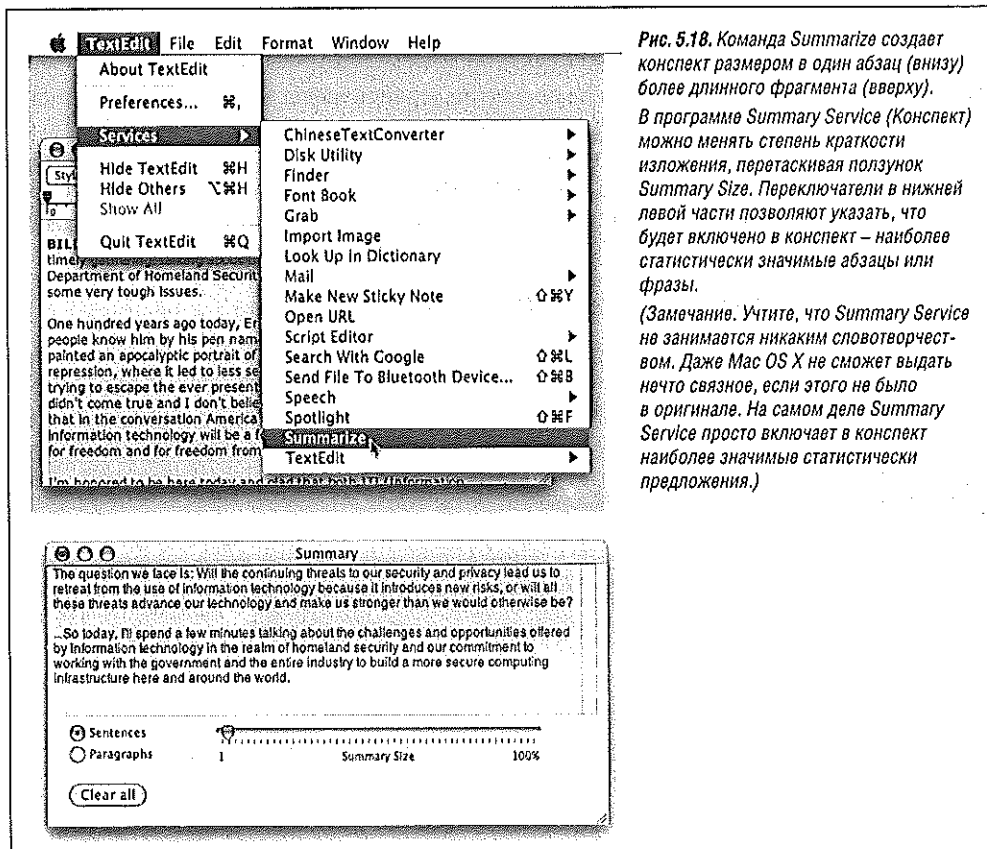 TextEdit File Edit Format Window Help
About TextEdit
Preferences... ⌘,
Services
Hide TextEdit ⌘H
Hide Others ⌥⌘H
Show All
Quit TextEdit ⌘Q
ChineseTextConverter
Disk Utility
Finder
Font Book
Grab
Import Image
Look Up in Dictionary
Mail
Make New Sticky Note ⇧⌘Y
Open URL
Script Editor
Search With Google ⇧⌘L
Send File To Bluetooth Device... ⇧⌘B
Speech
Spotlight ⇧⌘F
Summarize
TextEdit
Styl
0
BIL
timely
Department of Homeland Securit
some very tough issues.
One hundred years ago today, Er
people know him by his pen nam
painted an apocalyptic portrait of
repression, where it led to less se
trying to escape the ever present
didn't come true and I don't belie
that in the conversation America
information technology will be a f
for freedom and for freedom from
I'm honored to be here today and glad that both ITI (Information
Рис. 5.18. Команда Summarize создает
конспект размером в один абзац (внизу)
более длинного фрагмента (вверху).
В программе Summary Service (Конспект)
можно менять степень краткости
изложения, перетаскивая ползунок
Summary Size. Переключатели в нижней
левой части позволяют указать, что
будет включено в конспект – наиболее
статистически значимые абзацы или
фразы.
(Замечание. Учтите, что Summary Service
не занимается никаким словотворчест-
вом. Даже Mac OS X не сможет выдать
нечто связное, если этого не было
в оригинале. На самом деле Summary
Service просто включает в конспект
наиболее значимые статистически
предложения.)
Summary
The question we face is: Will the continuing threats to our security and privacy lead us to
retreat from the use of information technology because it introduces new risks, or will all
these threats advance our technology and make us stronger than we would otherwise be?
...So today, I'll spend a few minutes talking about the challenges and opportunities offered
by information technology in the realm of homeland security and our commitment to
working with the government and the entire industry to build a more secure computing
infrastructure here and around the world.
Sentences
Paragraphs
1 Summary Size 100%
Clear all